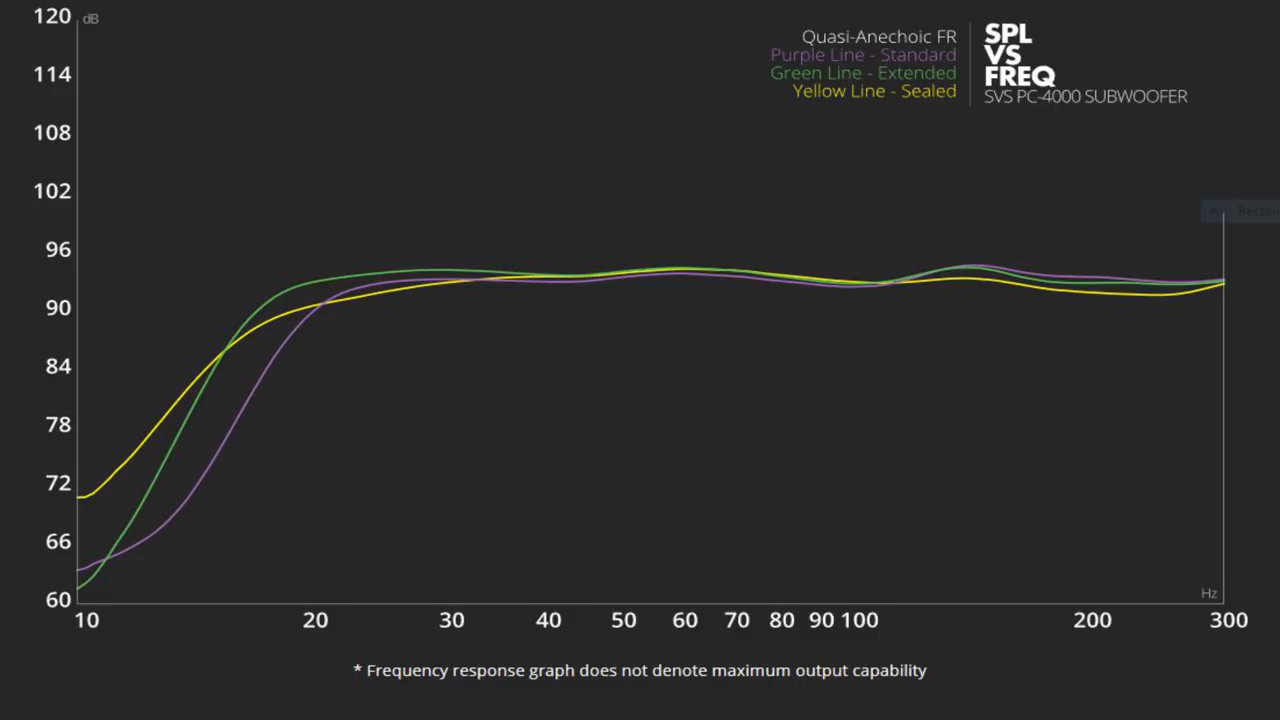 120
dB
114
108
102
96
90
84
78
72
66
60
Quasi-Anechoic FR
Purple Line - Standard
Green Line - Extended
Yellow Line - Sealed
SPL
VS
FREQ
SVS PC-4000 SUBWOOFER
Hz
10 20 30 40 50 60 70 80 90 100 200 300
* Frequency response graph does not denote maximum output capability